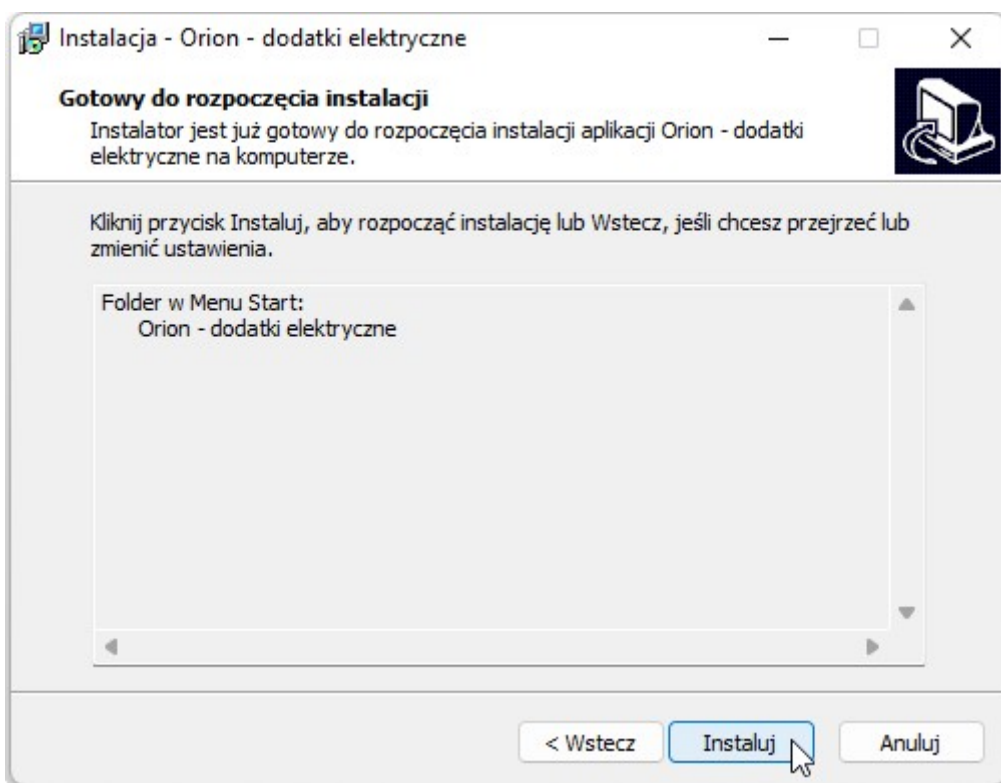 Instalacja - Orion - dodatki elektryczne
Gotowy do rozpoczęcia instalacji
Instalator jest już gotowy do rozpoczęcia instalacji aplikacji Orion - dodatki
elektryczne na komputerze.
Kliknij przycisk Instaluj, aby rozpocząć instalację lub Wstecz, jeśli chcesz przejrzeć lub
zmienić ustawienia.
Folder w Menu Start:
Orion - dodatki elektryczne
< Wstecz
Instaluj
Anuluj